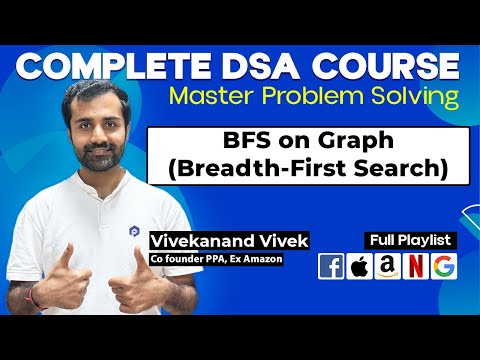 COMPLETE DSA COURSE
Master Problem Solving
BFS on Graph
(Breadth-First Search)
Vivekanand Vivek
Co founder PPA, Ex Amazon
Full Playlist